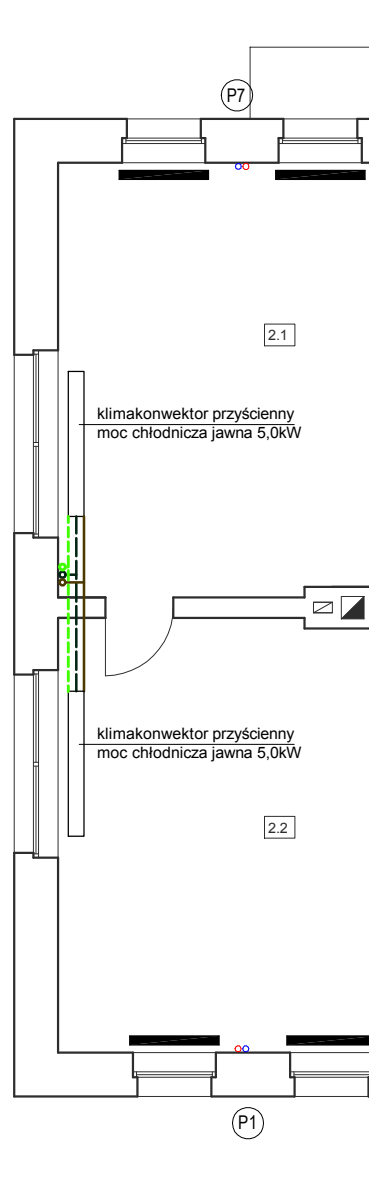 P7
2.1
klimakonwektor przyścienny
moc chłodnicza jawna 5,0kW
klimakonwektor przyścienny
moc chłodnicza jawna 5,0kW
2.2
P1